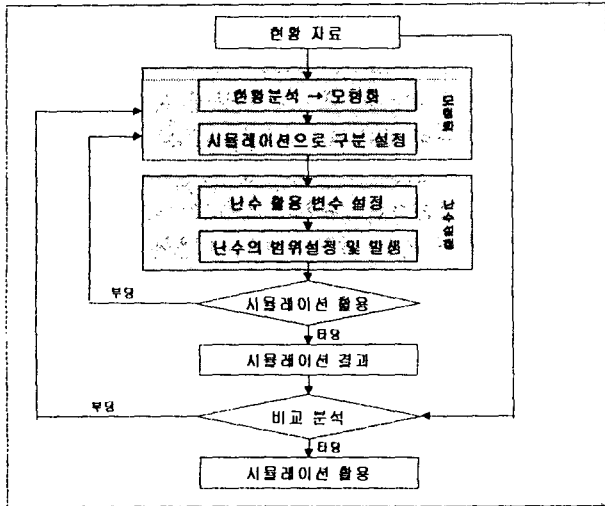 현황 자료
현황분석 → 모형화
시뮬레이션으로 구분 설정
모형화
난수 활용 변수 설정
난수의 범위설정 및 발생
난수설정
부당
시뮬레이션 활용
타당
시뮬레이션 결과
부당
비교 분석
타당
시뮬레이션 활용